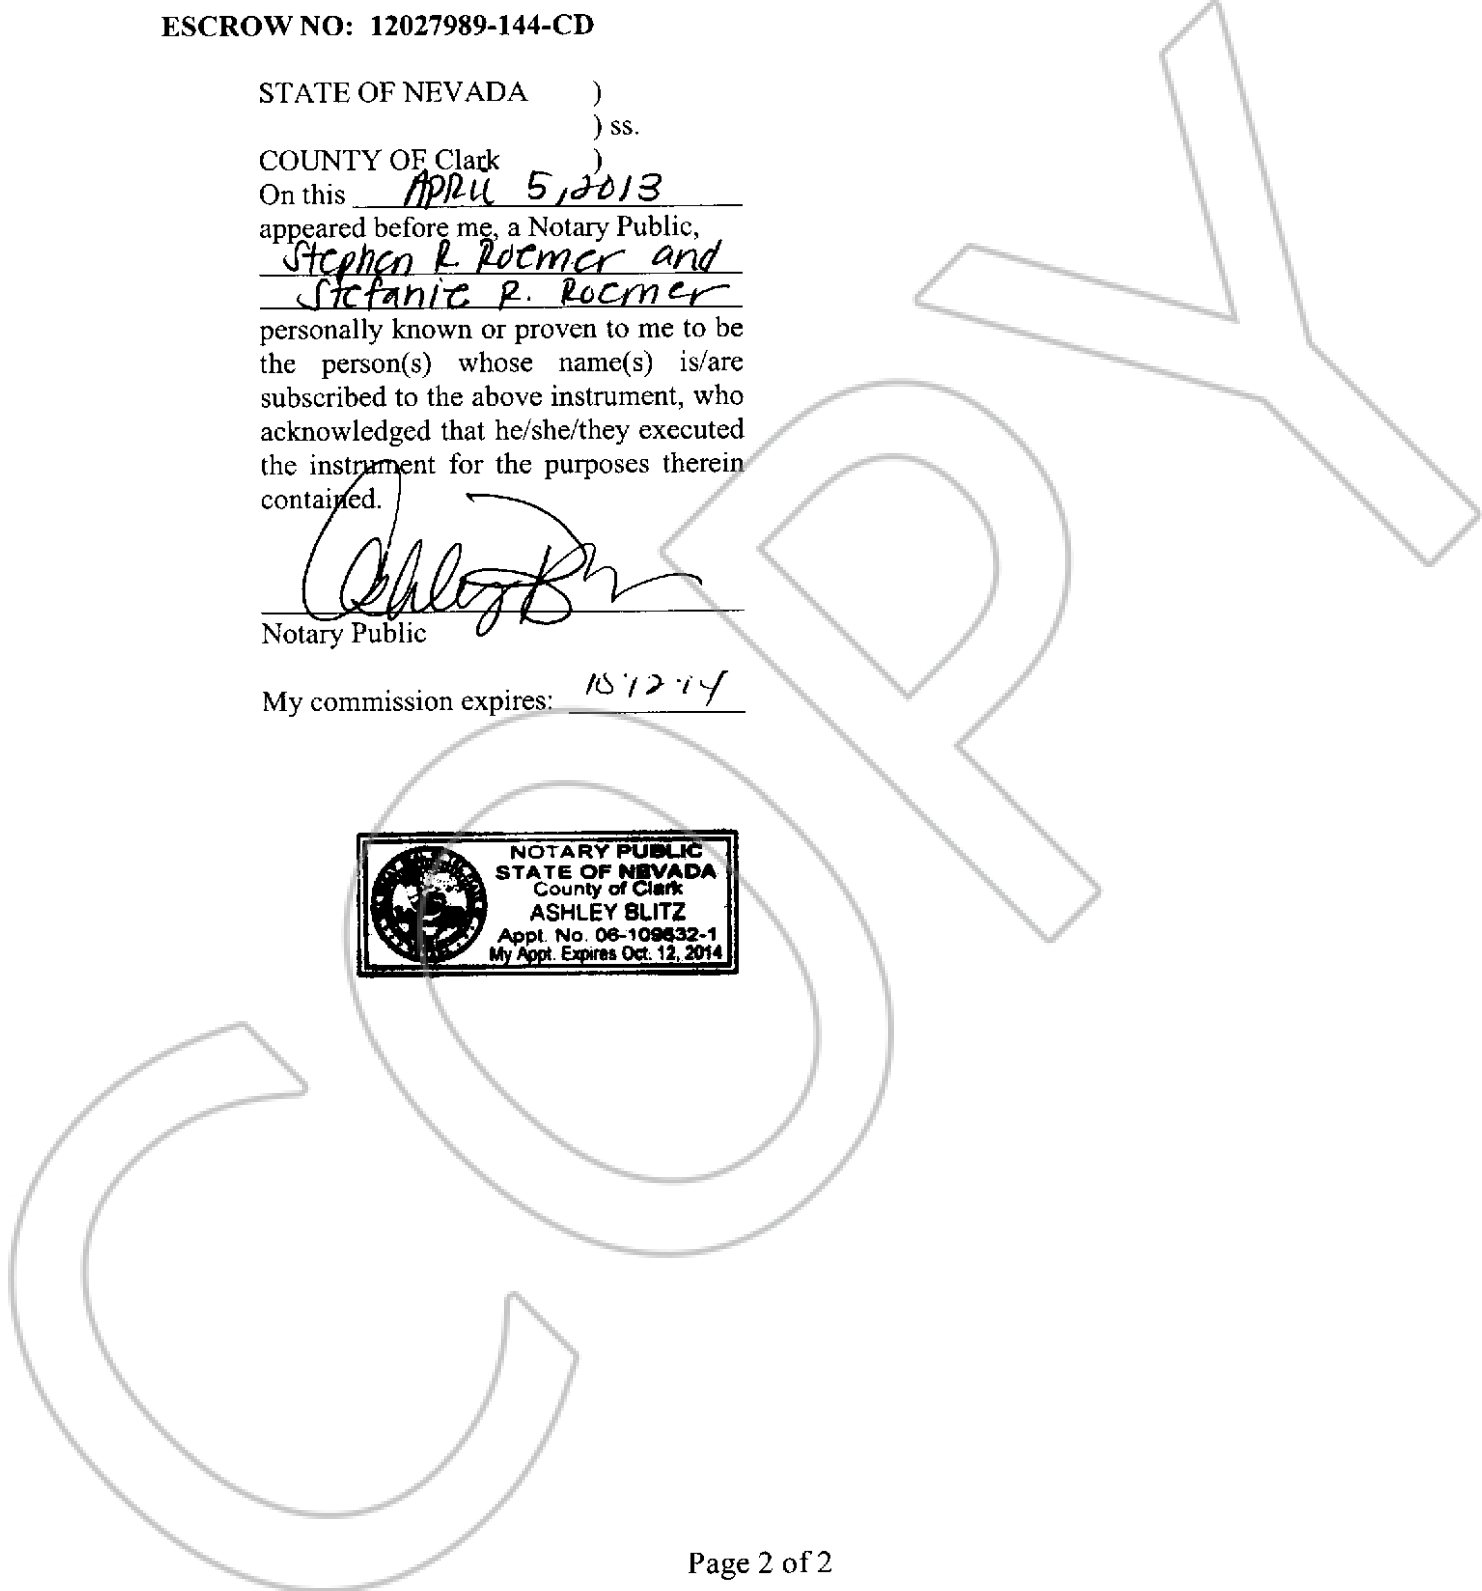 ESCROW NO: 12027989-144-CD
STATE OF NEVADA )
) ss.
COUNTY OF Clark )
On this APRIL 5, 2013
appeared before me, a Notary Public,
Stephen R. Roemer and
Stefanie R. Roemer
personally known or proven to me to be
the person(s) whose name(s) is/are
subscribed to the above instrument, who
acknowledged that he/she/they executed
the instrument for the purposes therein
contained.
Notary Public
My commission expires: 10·12·14
NOTARY PUBLIC
STATE OF NEVADA
County of Clark
ASHLEY BLITZ
Appt. No. 06-109632-1
My Appt. Expires Oct. 12, 2014
COPY
Page 2 of 2